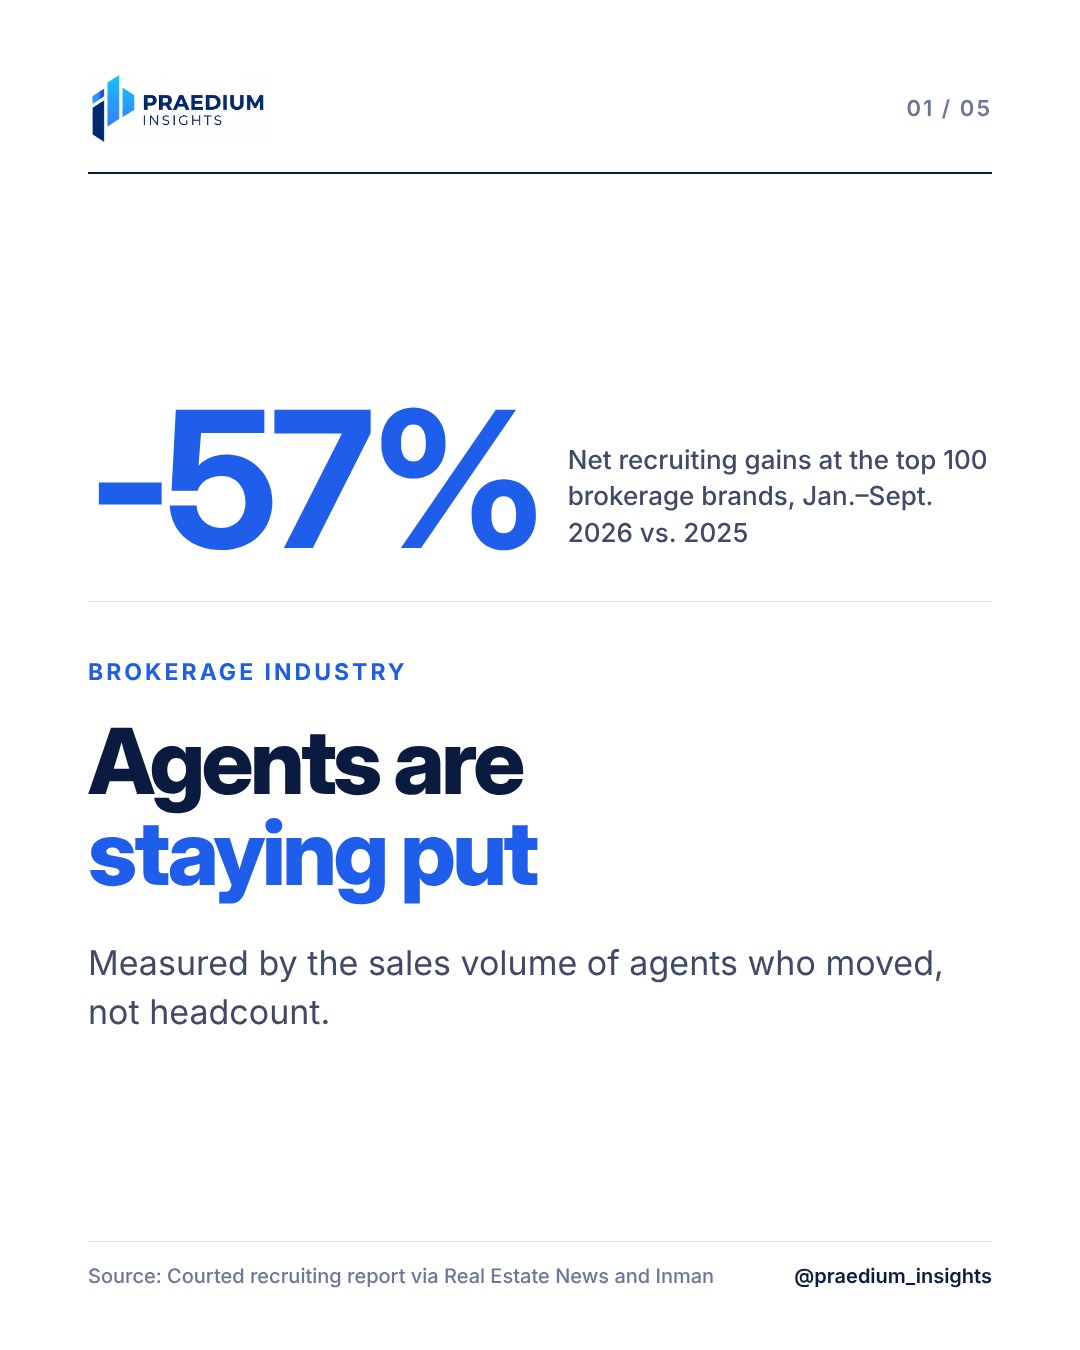 PRAEDIUM
INSIGHTS
01 / 05
-57%
Net recruiting gains at the top 100
brokerage brands, Jan.–Sept.
2026 vs. 2025
BROKERAGE INDUSTRY
Agents are
staying put
Measured by the sales volume of agents who moved,
not headcount.
Source: Courted recruiting report via Real Estate News and Inman
@praedium_insights